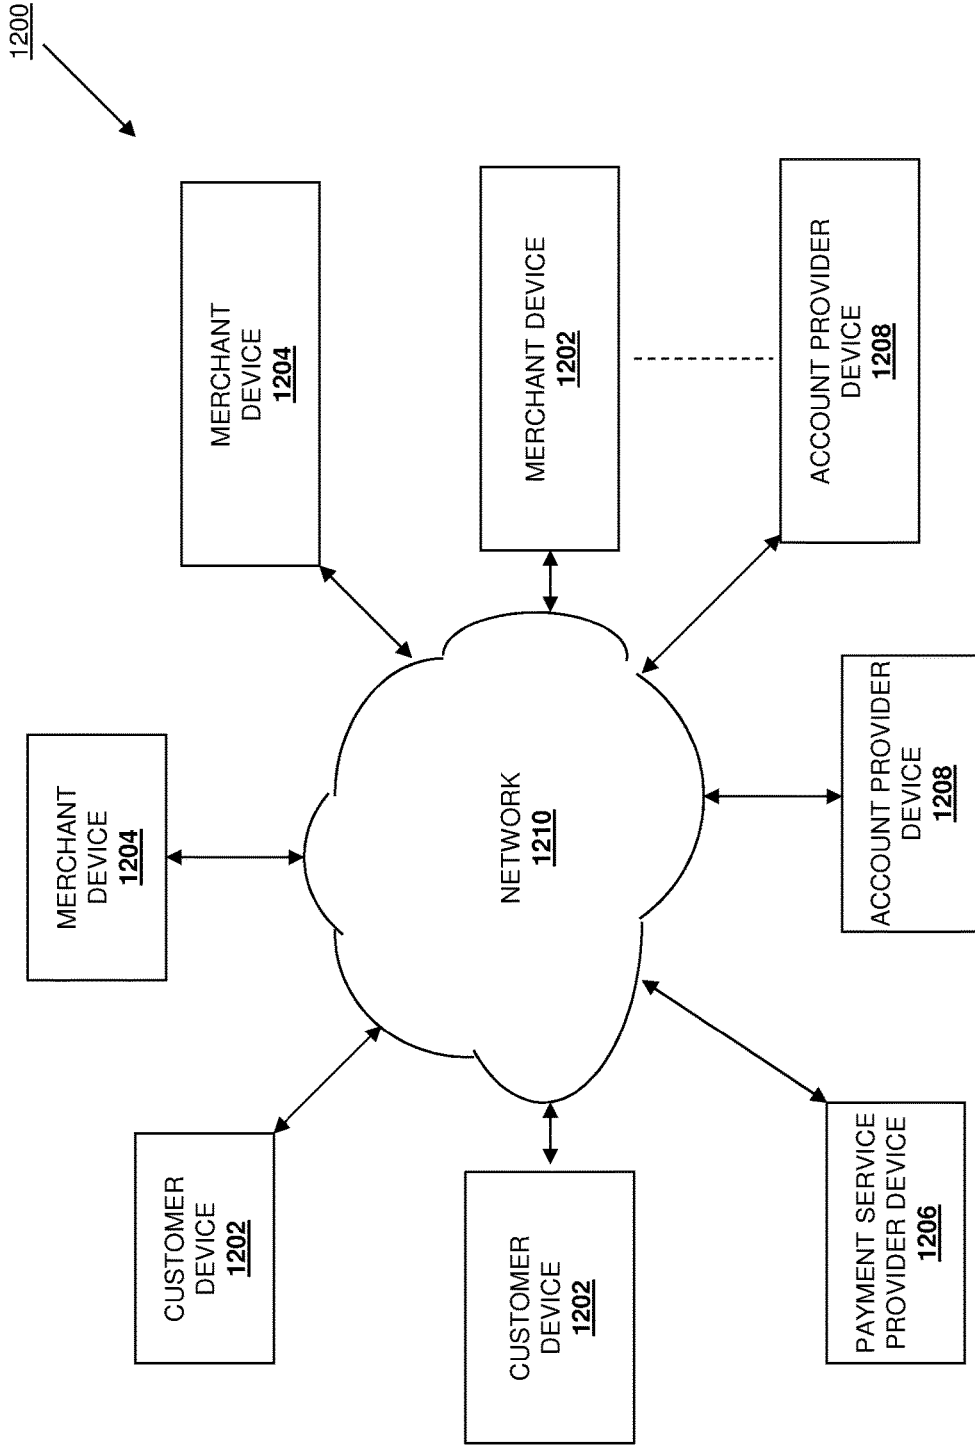 1200
CUSTOMER
DEVICE
1202
MERCHANT
DEVICE
1204
MERCHANT
DEVICE
1204
CUSTOMER
DEVICE
1202
NETWORK
1210
MERCHANT DEVICE
1202
PAYMENT SERVICE
PROVIDER DEVICE
1206
ACCOUNT PROVIDER
DEVICE
1208
ACCOUNT PROVIDER
DEVICE
1208